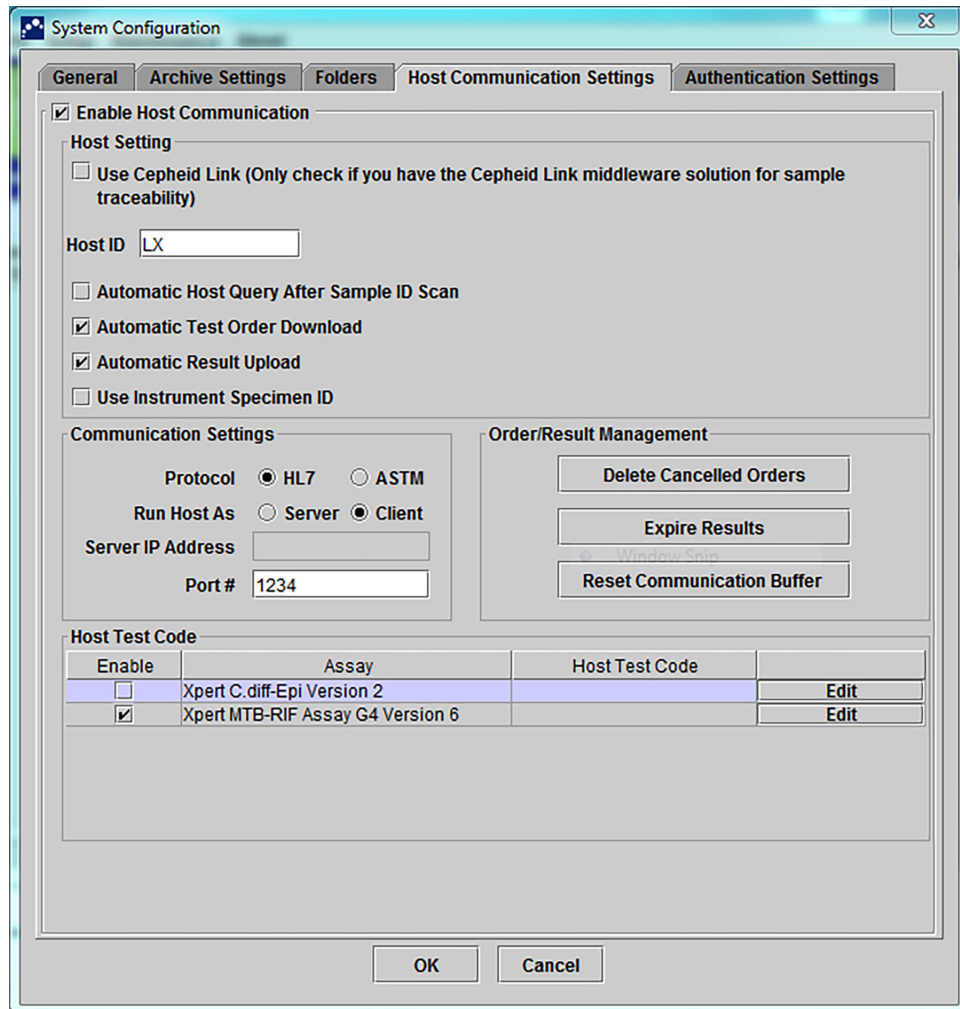 System Configuration
General Archive Settings Folders Host Communication Settings Authentication Settings
Enable Host Communication
Host Setting
Use Cepheid Link (Only check if you have the Cepheid Link middleware solution for sample
traceability)
Host ID LX
Automatic Host Query After Sample ID Scan
Automatic Test Order Download
Automatic Result Upload
Use Instrument Specimen ID
Communication Settings
Protocol HL7 ASTM
Run Host As Server Client
Server IP Address
Port # 1234
Order/Result Management
Delete Cancelled Orders
Expire Results
Window Snip
Reset Communication Buffer
Host Test Code
Enable Assay Host Test Code
Xpert C.diff-Epi Version 2 Edit
Xpert MTB-RIF Assay G4 Version 6 Edit
OK Cancel